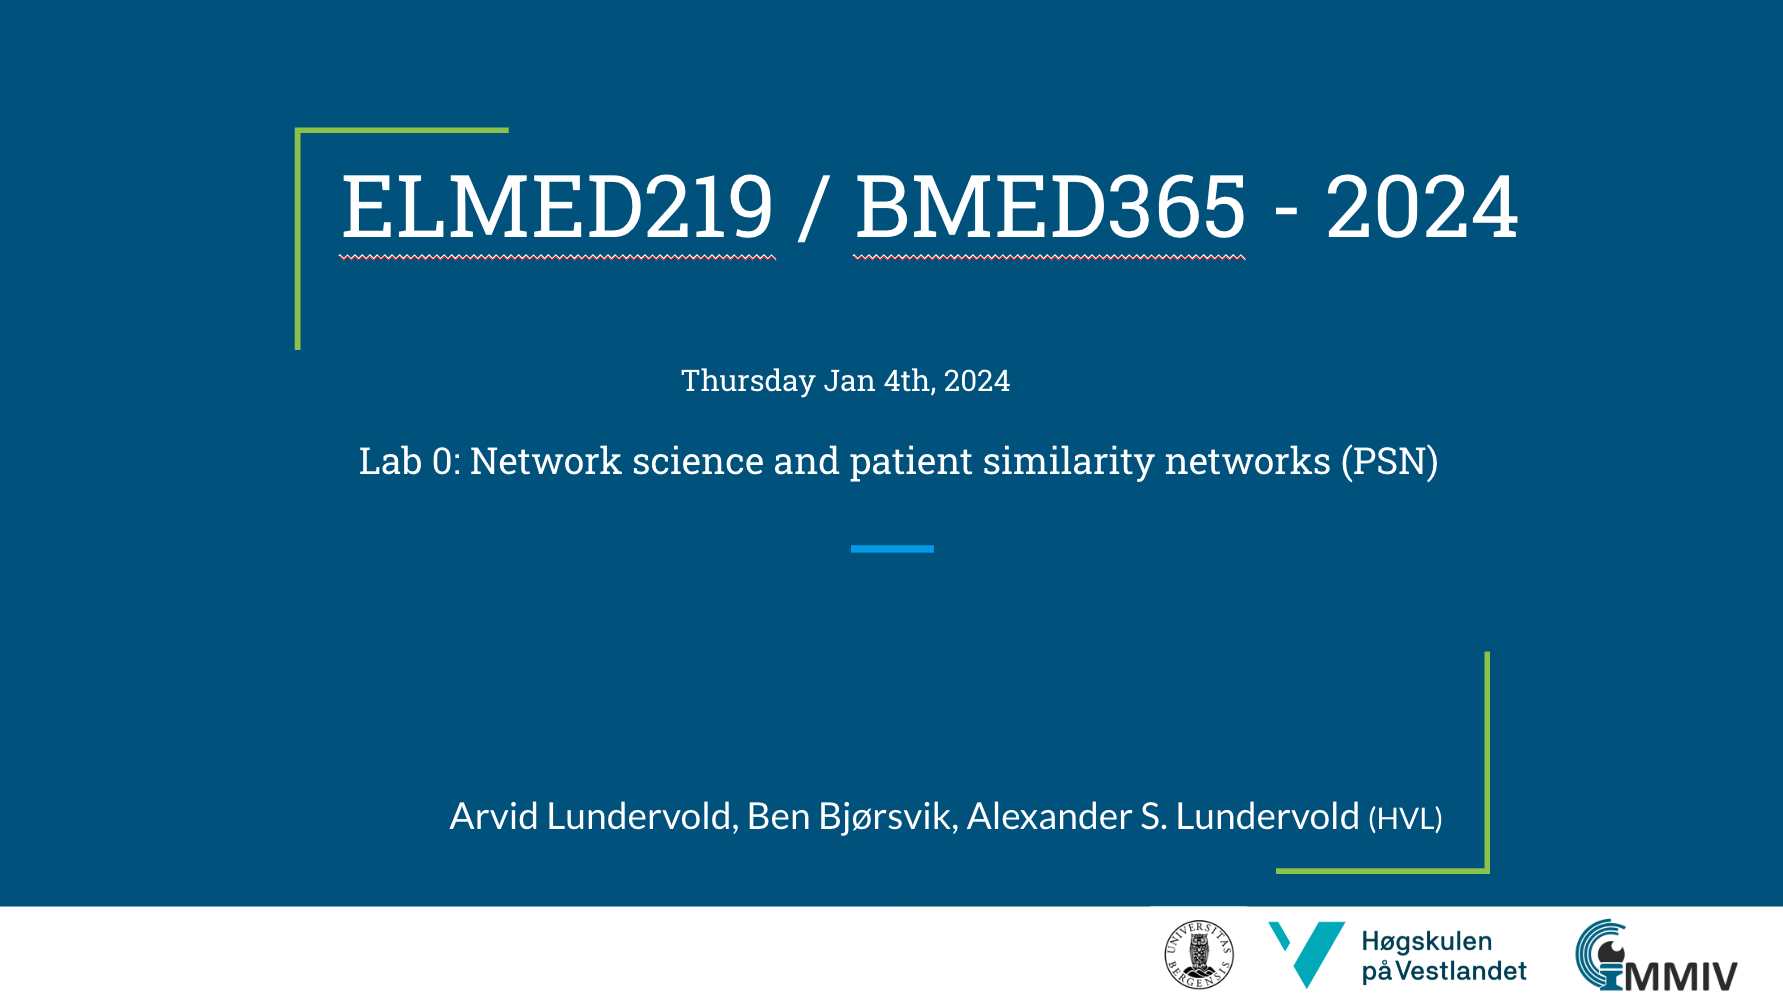 ELMED219 / BMED365 - 2024
Thursday Jan 4th, 2024
Lab 0: Network science and patient similarity networks (PSN)
Arvid Lundervold, Ben Bjørsvik, Alexander S. Lundervold (HVL)
UNIVERSITAS BERGENSIS
Høgskulen
på Vestlandet
MMIV